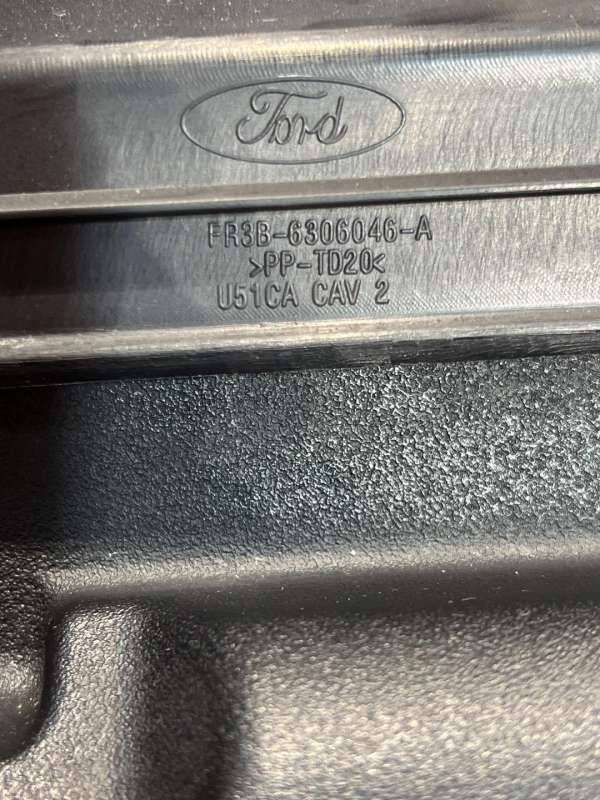 Ford
FR3B-6306046-A
>PP-TD20<
U51CA CAV 2